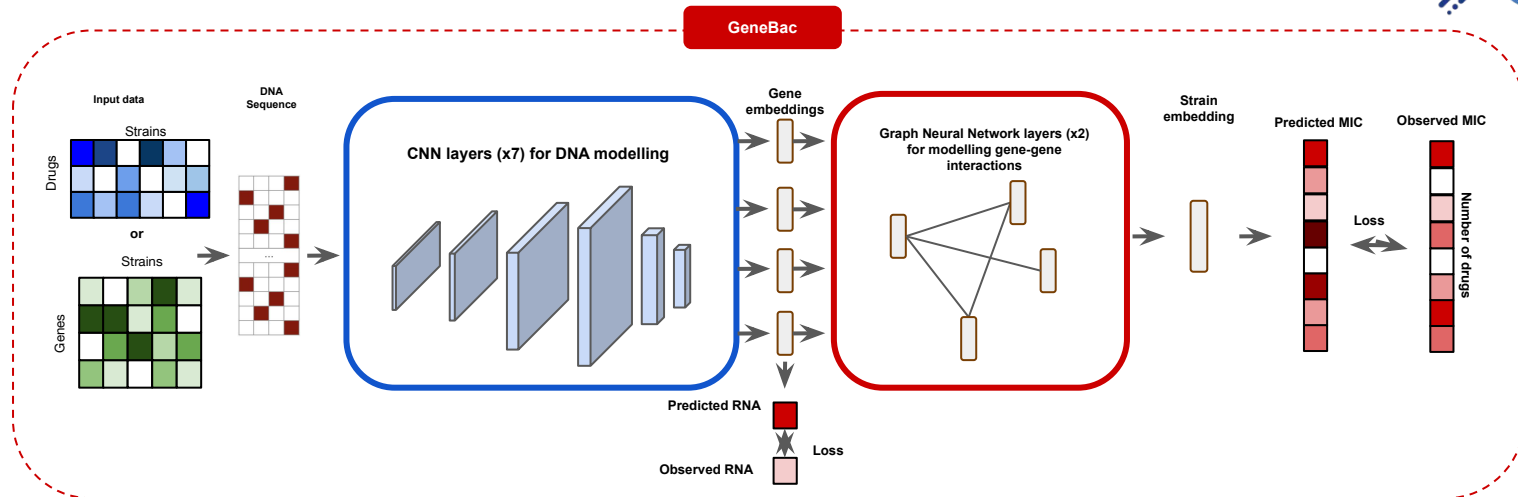 GeneBac
Input data
DNA
Sequence
Strains
Drugs
or
Strains
Genes
...
CNN layers (x7) for DNA modelling
Gene
embeddings
Graph Neural Network layers (x2)
for modelling gene-gene
interactions
Strain
embedding
Predicted MIC
Observed MIC
Loss
Number of drugs
Predicted RNA
Loss
Observed RNA